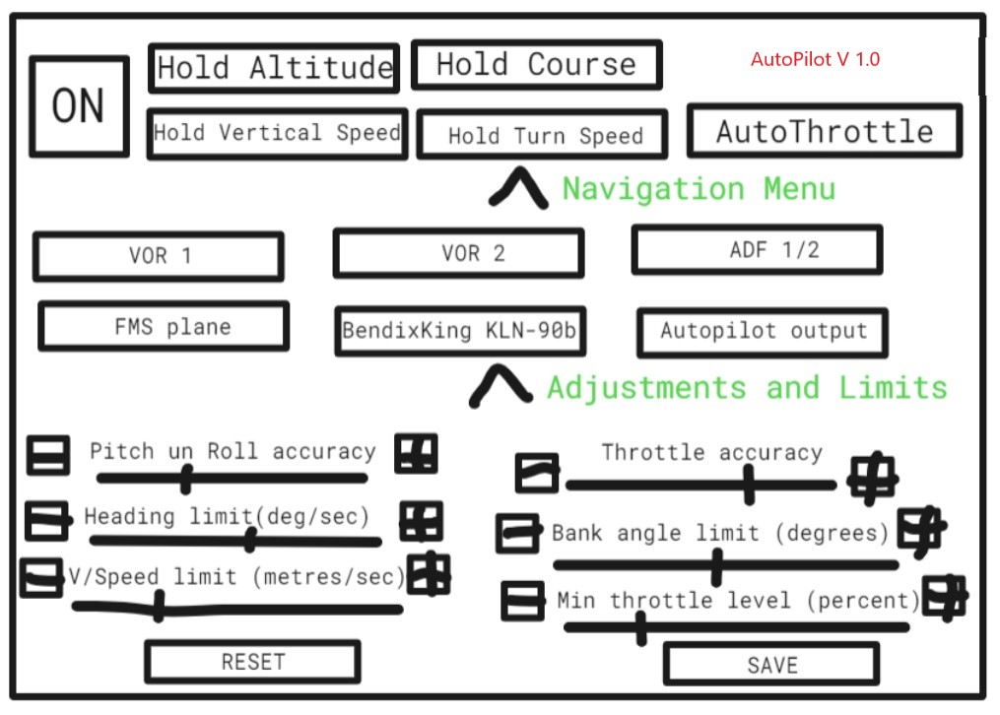 AutoPilot V 1.0
ON
Hold Altitude
Hold Course
Hold Vertical Speed
Hold Turn Speed
AutoThrottle
Navigation Menu
VOR 1
VOR 2
ADF 1/2
FMS plane
BendixKing KLN-90b
Autopilot output
Adjustments and Limits
Pitch un Roll accuracy
Throttle accuracy
Heading limit(deg/sec)
Bank angle limit (degrees)
V/Speed limit (metres/sec)
Min throttle level (percent)
RESET
SAVE